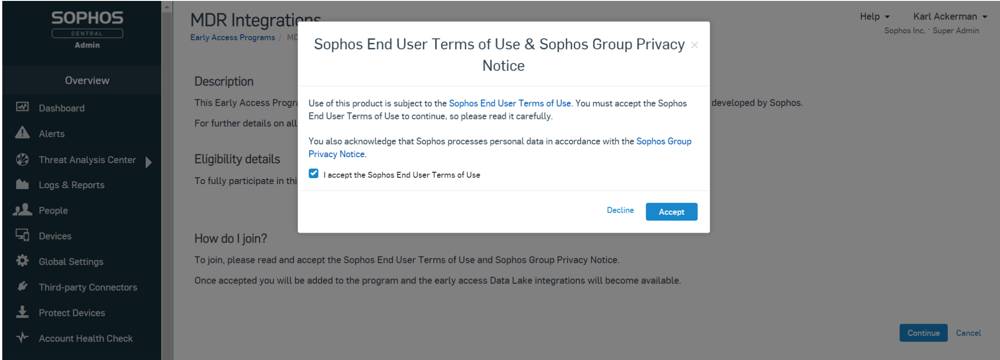 SOPHOS
CENTRAL
Admin
Overview
Dashboard
Alerts
Threat Analysis Center
Logs & Reports
People
Devices
Global Settings
Third-party Connectors
Protect Devices
Account Health Check
MDR Integrations
Early Access Programs / MD
Help
Karl Ackerman
Sophos Inc. · Super Admin
Description
This Early Access Progra
developed by Sophos.
For further details on all
Eligibility details
To fully participate in thi
How do I join?
To join, please read and accept the Sophos End User Terms of Use and Sophos Group Privacy Notice.
Once accepted you will be added to the program and the early access Data Lake integrations will become available.
Continue
Cancel
Sophos End User Terms of Use & Sophos Group Privacy
Notice
×
Use of this product is subject to the Sophos End User Terms of Use. You must accept the Sophos
End User Terms of Use to continue, so please read it carefully.
You also acknowledge that Sophos processes personal data in accordance with the Sophos Group
Privacy Notice.
I accept the Sophos End User Terms of Use
Decline
Accept